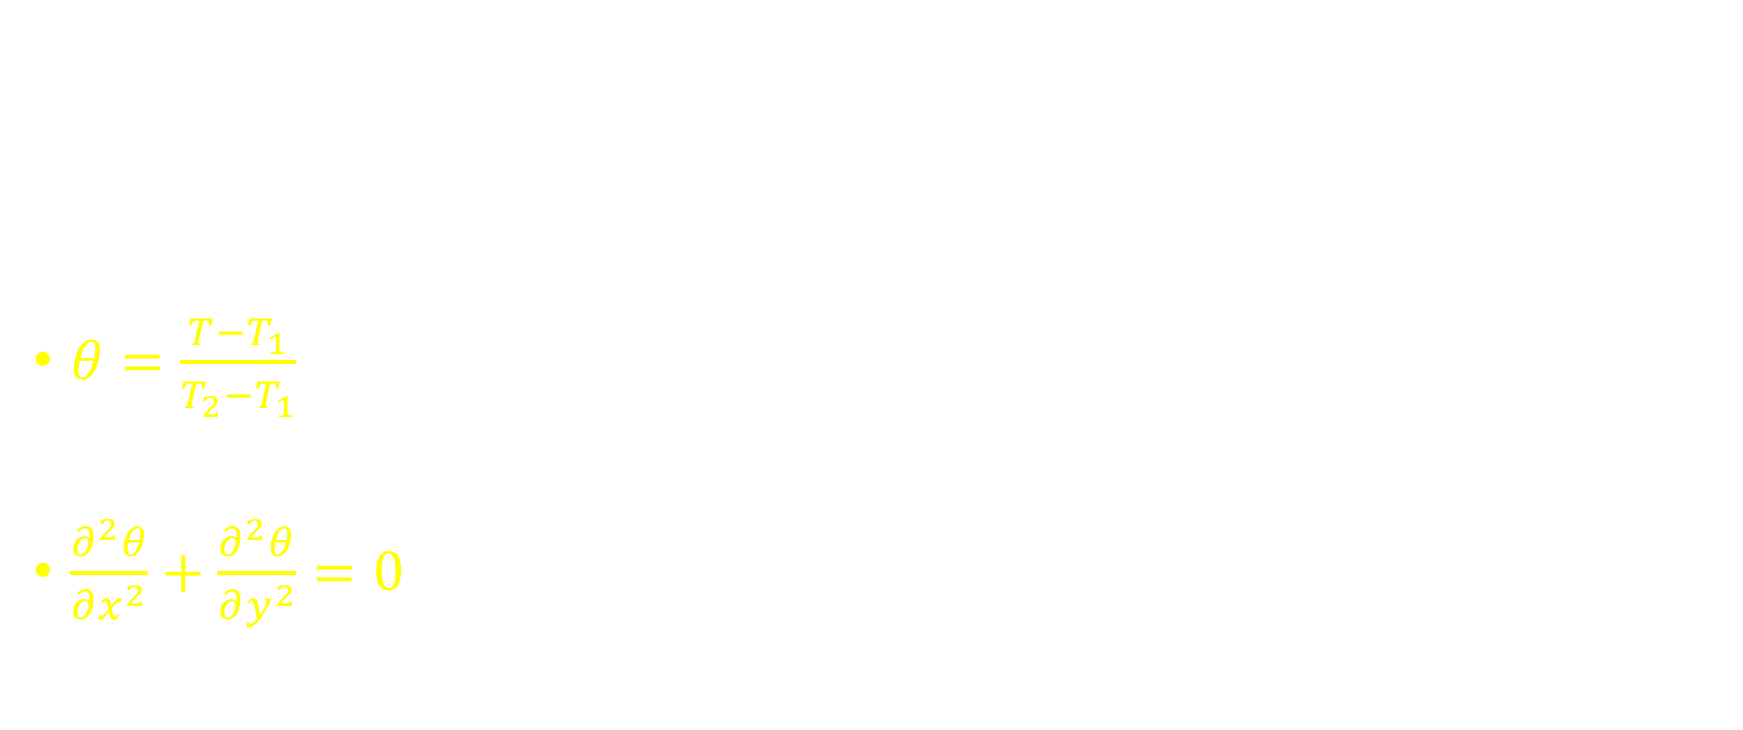 • θ = (T−T₁)/(T₂−T₁)
• ∂²θ/∂x² + ∂²θ/∂y² = 0